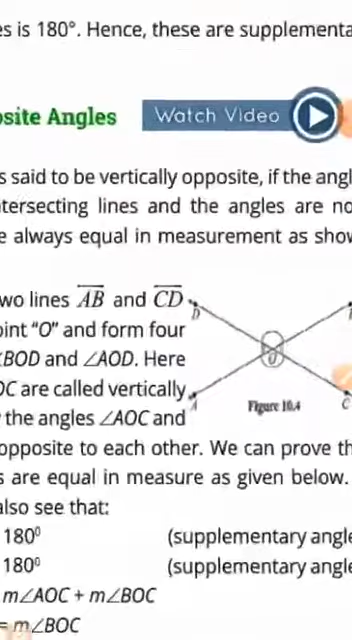 es is 180°. Hence, these are supplementa
osite Angles
Watch Video
s said to be vertically opposite, if the angl
ntersecting lines and the angles are no
e always equal in measurement as show
wo lines AB and CD
oint "O" and form four
∠BOD and ∠AOD. Here
OC are called vertically
the angles ∠AOC and
D
O
A
C
Figure 10.4
opposite to each other. We can prove th
s are equal in measure as given below.
also see that:
180⁰ (supplementary angle
180⁰ (supplementary angle
m∠AOC + m∠BOC
= m∠BOC